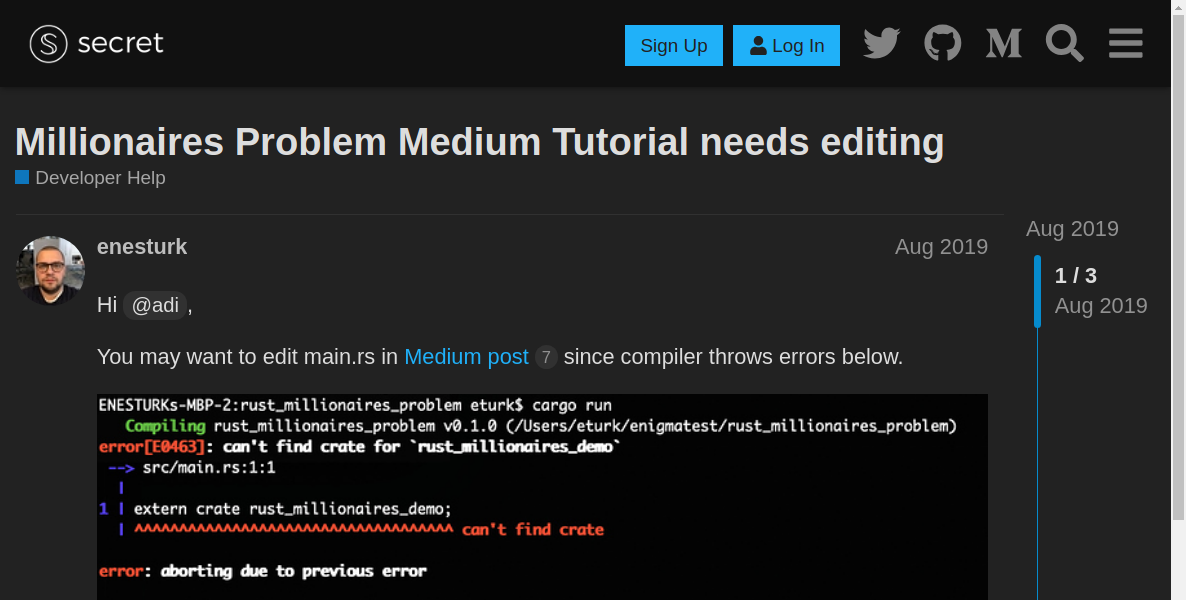 secret
Sign Up
Log In
Millionaires Problem Medium Tutorial needs editing
Developer Help
enesturk
Aug 2019
Aug 2019
1 / 3
Aug 2019
Hi @adi,
You may want to edit main.rs in Medium post 7 since compiler throws errors below.
ENESTURKs-MBP-2:rust_millionaires_problem eturk$ cargo run
Compiling rust_millionaires_problem v0.1.0 (/Users/eturk/enigmatest/rust_millionaires_problem)
error[E0463]: can't find crate for `rust_millionaires_demo`
--> src/main.rs:1:1
|
1 | extern crate rust_millionaires_demo;
| ^^^^^^^^^^^^^^^^^^^^^^^^^^^^^^^^^^^^ can't find crate
error: aborting due to previous error